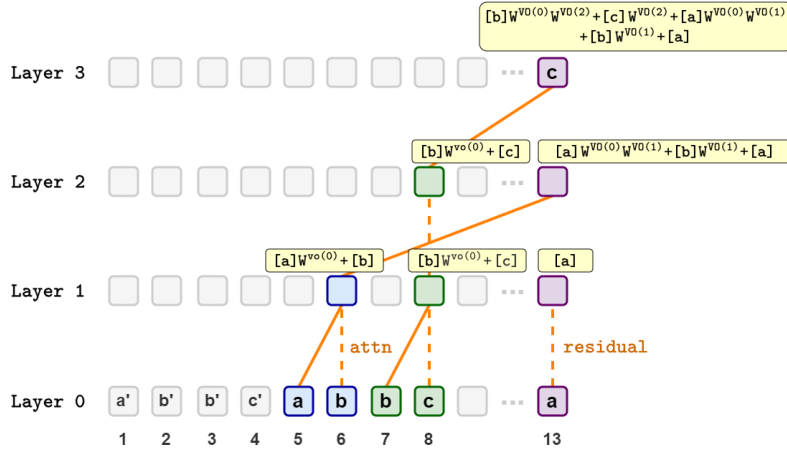 [b]W^VO(0)W^VO(2)+[c]W^VO(2)+[a]W^VO(0)W^VO(1)
+[b]W^VO(1)+[a]
Layer 3 ... c
[b]W^vo(0)+[c] [a]W^VO(0)W^VO(1)+[b]W^VO(1)+[a]
Layer 2 ...
[a]W^vo(0)+[b] [b]W^vo(0)+[c] [a]
Layer 1 ...
attn residual
Layer 0 a' b' b' c' a b b c ... a
1 2 3 4 5 6 7 8 13